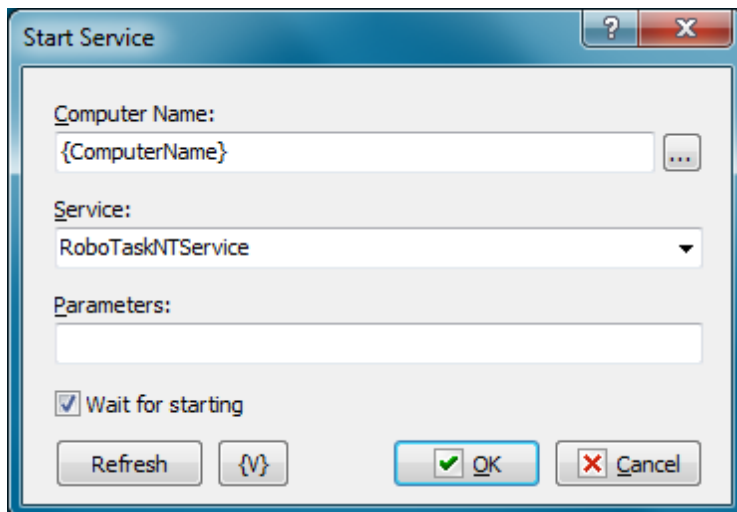 Start Service
?
Computer Name:
{ComputerName}
...
Service:
RoboTaskNTService
Parameters:
Wait for starting
Refresh {V} OK Cancel